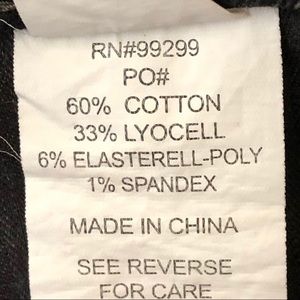 RN#99299
PO#
60% COTTON
33% LYOCELL
6% ELASTERELL-POLY
1% SPANDEX
MADE IN CHINA
SEE REVERSE
FOR CARE